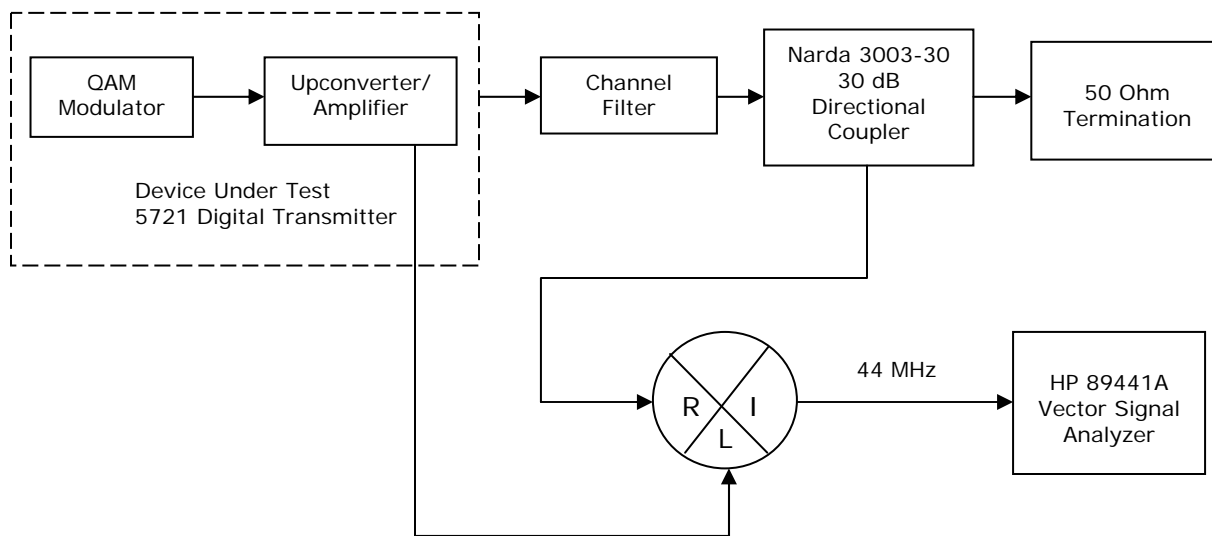 QAM
Modulator
Upconverter/
Amplifier
Device Under Test
5721 Digital Transmitter
Channel
Filter
Narda 3003-30
30 dB
Directional
Coupler
50 Ohm
Termination
R
I
L
44 MHz
HP 89441A
Vector Signal
Analyzer